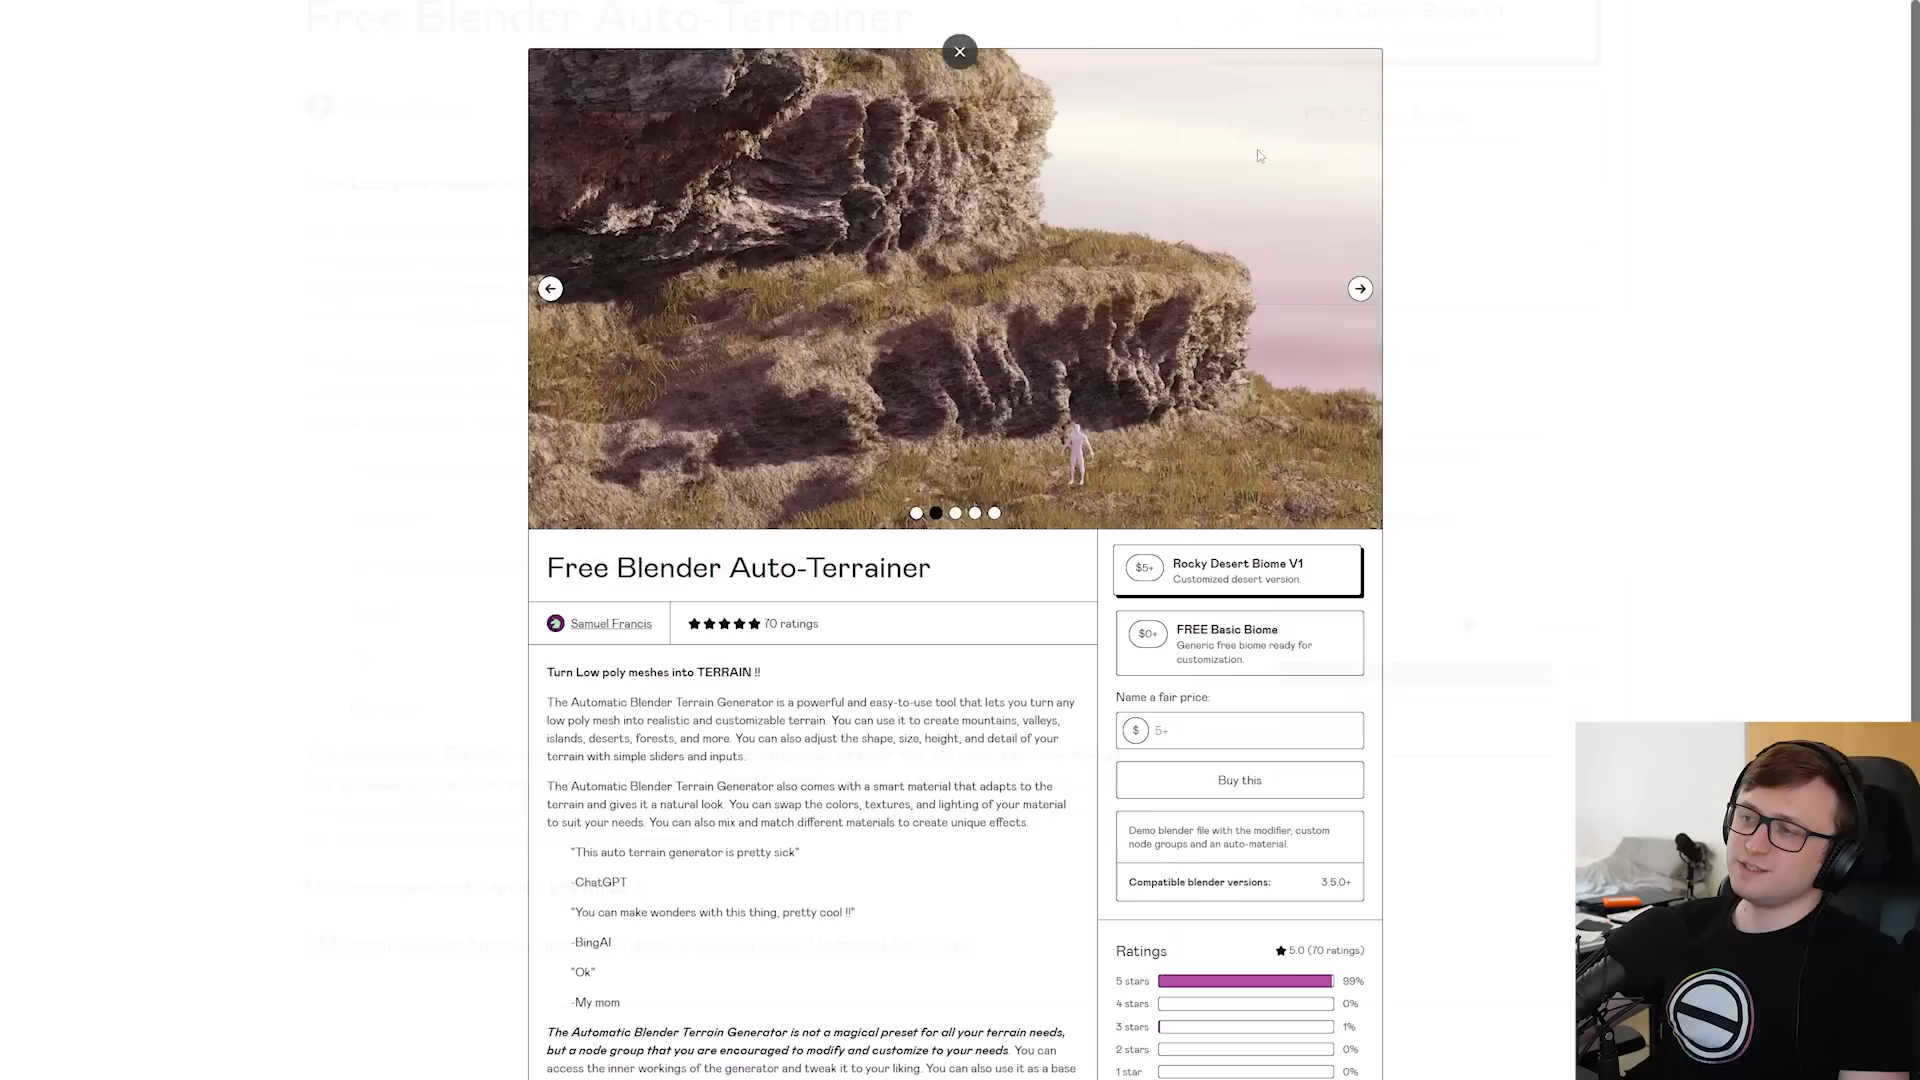 Free Blender Auto-Terrainer
Free Blender Auto-Terrainer
Samuel Francis
70 ratings
Turn Low poly meshes into TERRAIN !!
The Automatic Blender Terrain Generator is a powerful and easy-to-use tool that lets you turn any
low poly mesh into realistic and customizable terrain. You can use it to create mountains, valleys,
islands, deserts, forests, and more. You can also adjust the shape, size, height, and detail of your
terrain with simple sliders and inputs.
The Automatic Blender Terrain Generator also comes with a smart material that adapts to the
terrain and gives it a natural look. You can swap the colors, textures, and lighting of your material
to suit your needs. You can also mix and match different materials to create unique effects.
"This auto terrain generator is pretty sick"
-ChatGPT
"You can make wonders with this thing, pretty cool !!"
-BingAI
"Ok"
-My mom
The Automatic Blender Terrain Generator is not a magical preset for all your terrain needs,
but a node group that you are encouraged to modify and customize to your needs. You can
access the inner workings of the generator and tweak it to your liking. You can also use it as a base
$5+
Rocky Desert Biome V1
Customized desert version.
$0+
FREE Basic Biome
Generic free biome ready for
customization.
Name a fair price:
$ 5+
Buy this
Demo blender file with the modifier, custom
node groups and an auto-material.
Compatible blender versions: 3.5.0+
Ratings
5.0 (70 ratings)
5 stars 99%
4 stars 0%
3 stars 1%
2 stars 0%
1 star 0%